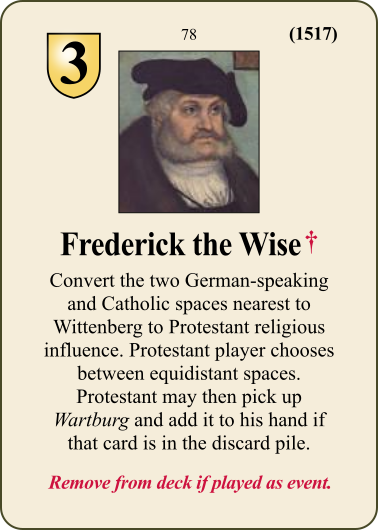 3
78
(1517)
Frederick the Wise†
Convert the two German-speaking
and Catholic spaces nearest to
Wittenberg to Protestant religious
influence. Protestant player chooses
between equidistant spaces.
Protestant may then pick up
Wartburg and add it to his hand if
that card is in the discard pile.
Remove from deck if played as event.